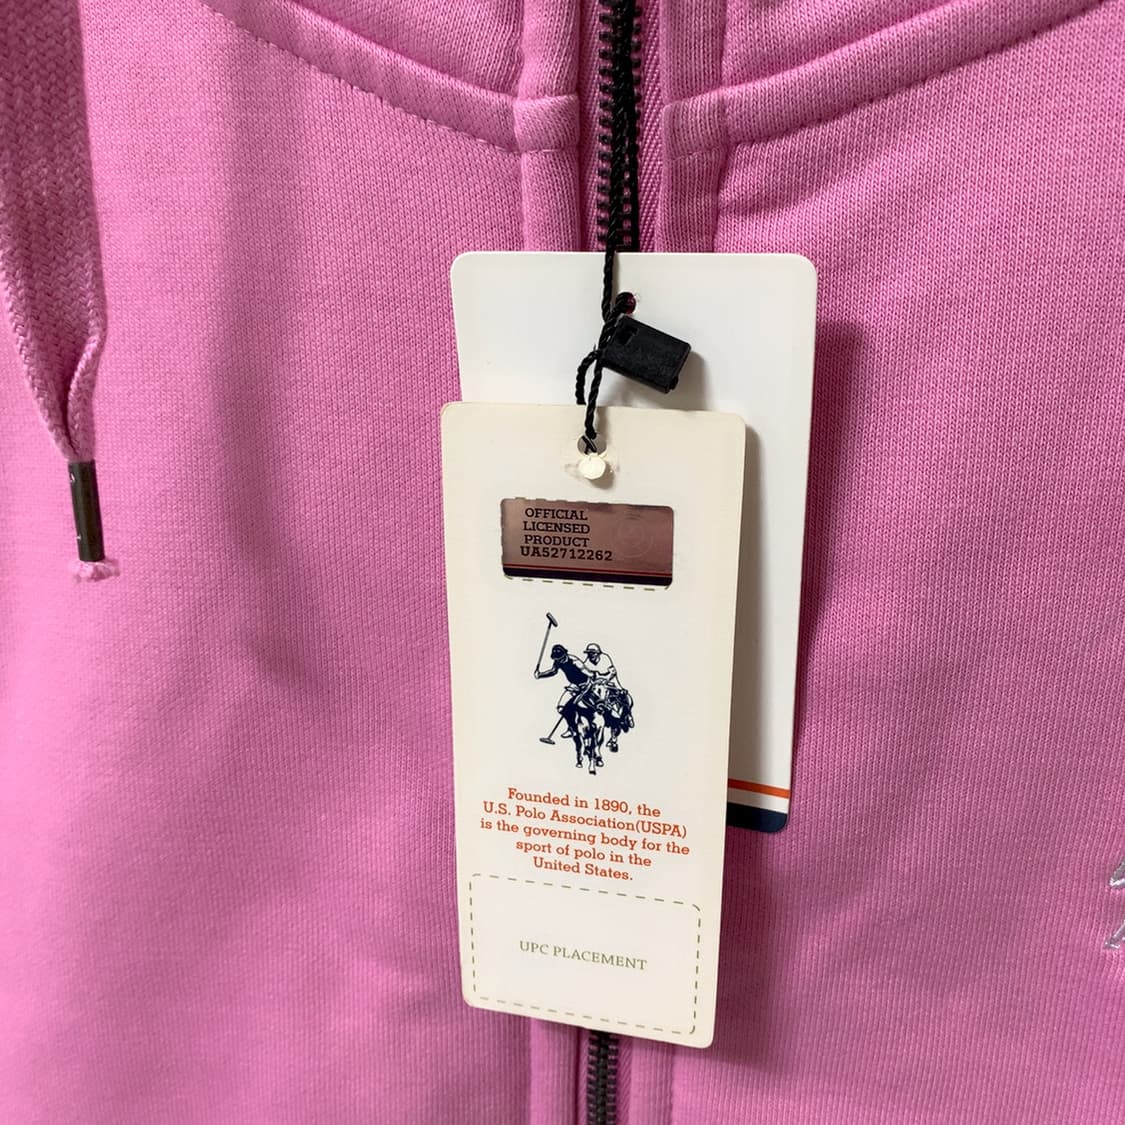 OFFICIAL
LICENSED
PRODUCT
UA52712262
Founded in 1890, the
U.S. Polo Association(USPA)
is the governing body for the
sport of polo in the
United States.
UPC PLACEMENT